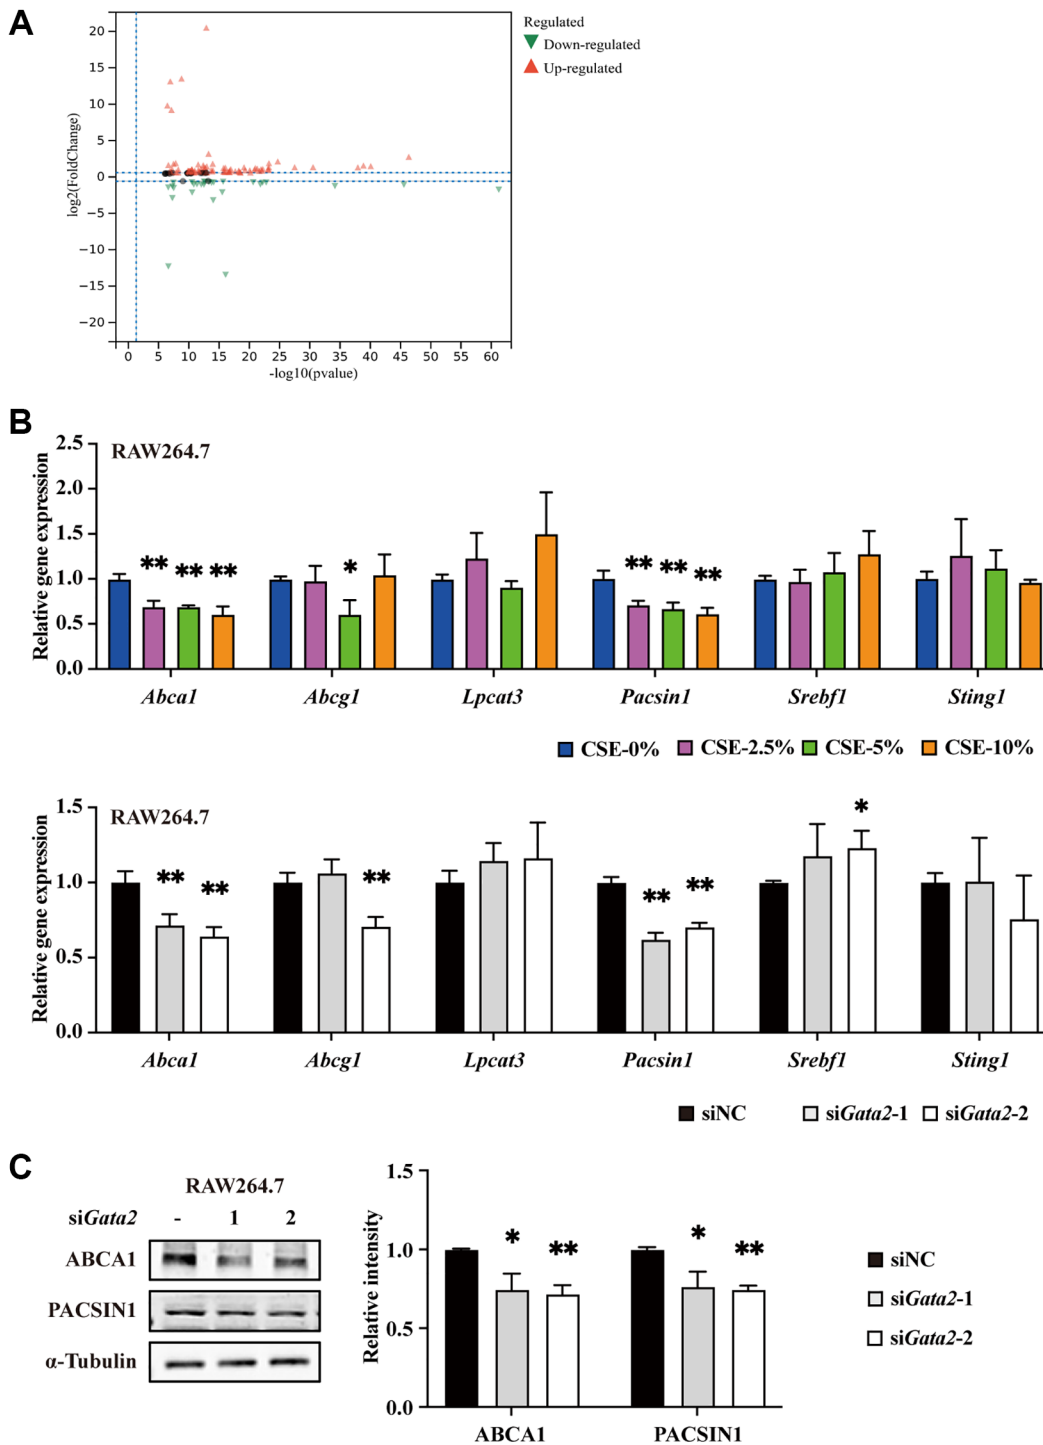 A
20
15
10
5
0
−5
−10
−15
−20
log2(FoldChange)
0 5 10 15 20 25 30 35 40 45 50 55 60
-log10(pvalue)
Regulated
Down-regulated
Up-regulated
B
RAW264.7
2.5
2.0
1.5
1.0
0.5
0.0
Relative gene expression
** ** ** * ** ** **
Abca1 Abcg1 Lpcat3 Pacsin1 Srebf1 Sting1
CSE-0% CSE-2.5% CSE-5% CSE-10%
RAW264.7
1.5
1.0
0.5
0.0
Relative gene expression
** ** ** ** ** *
Abca1 Abcg1 Lpcat3 Pacsin1 Srebf1 Sting1
siNC siGata2-1 siGata2-2
C
RAW264.7
siGata2 - 1 2
ABCA1
PACSIN1
α-Tubulin
1.5
1.0
0.5
0.0
Relative intensity
* ** * **
ABCA1 PACSIN1
siNC
siGata2-1
siGata2-2